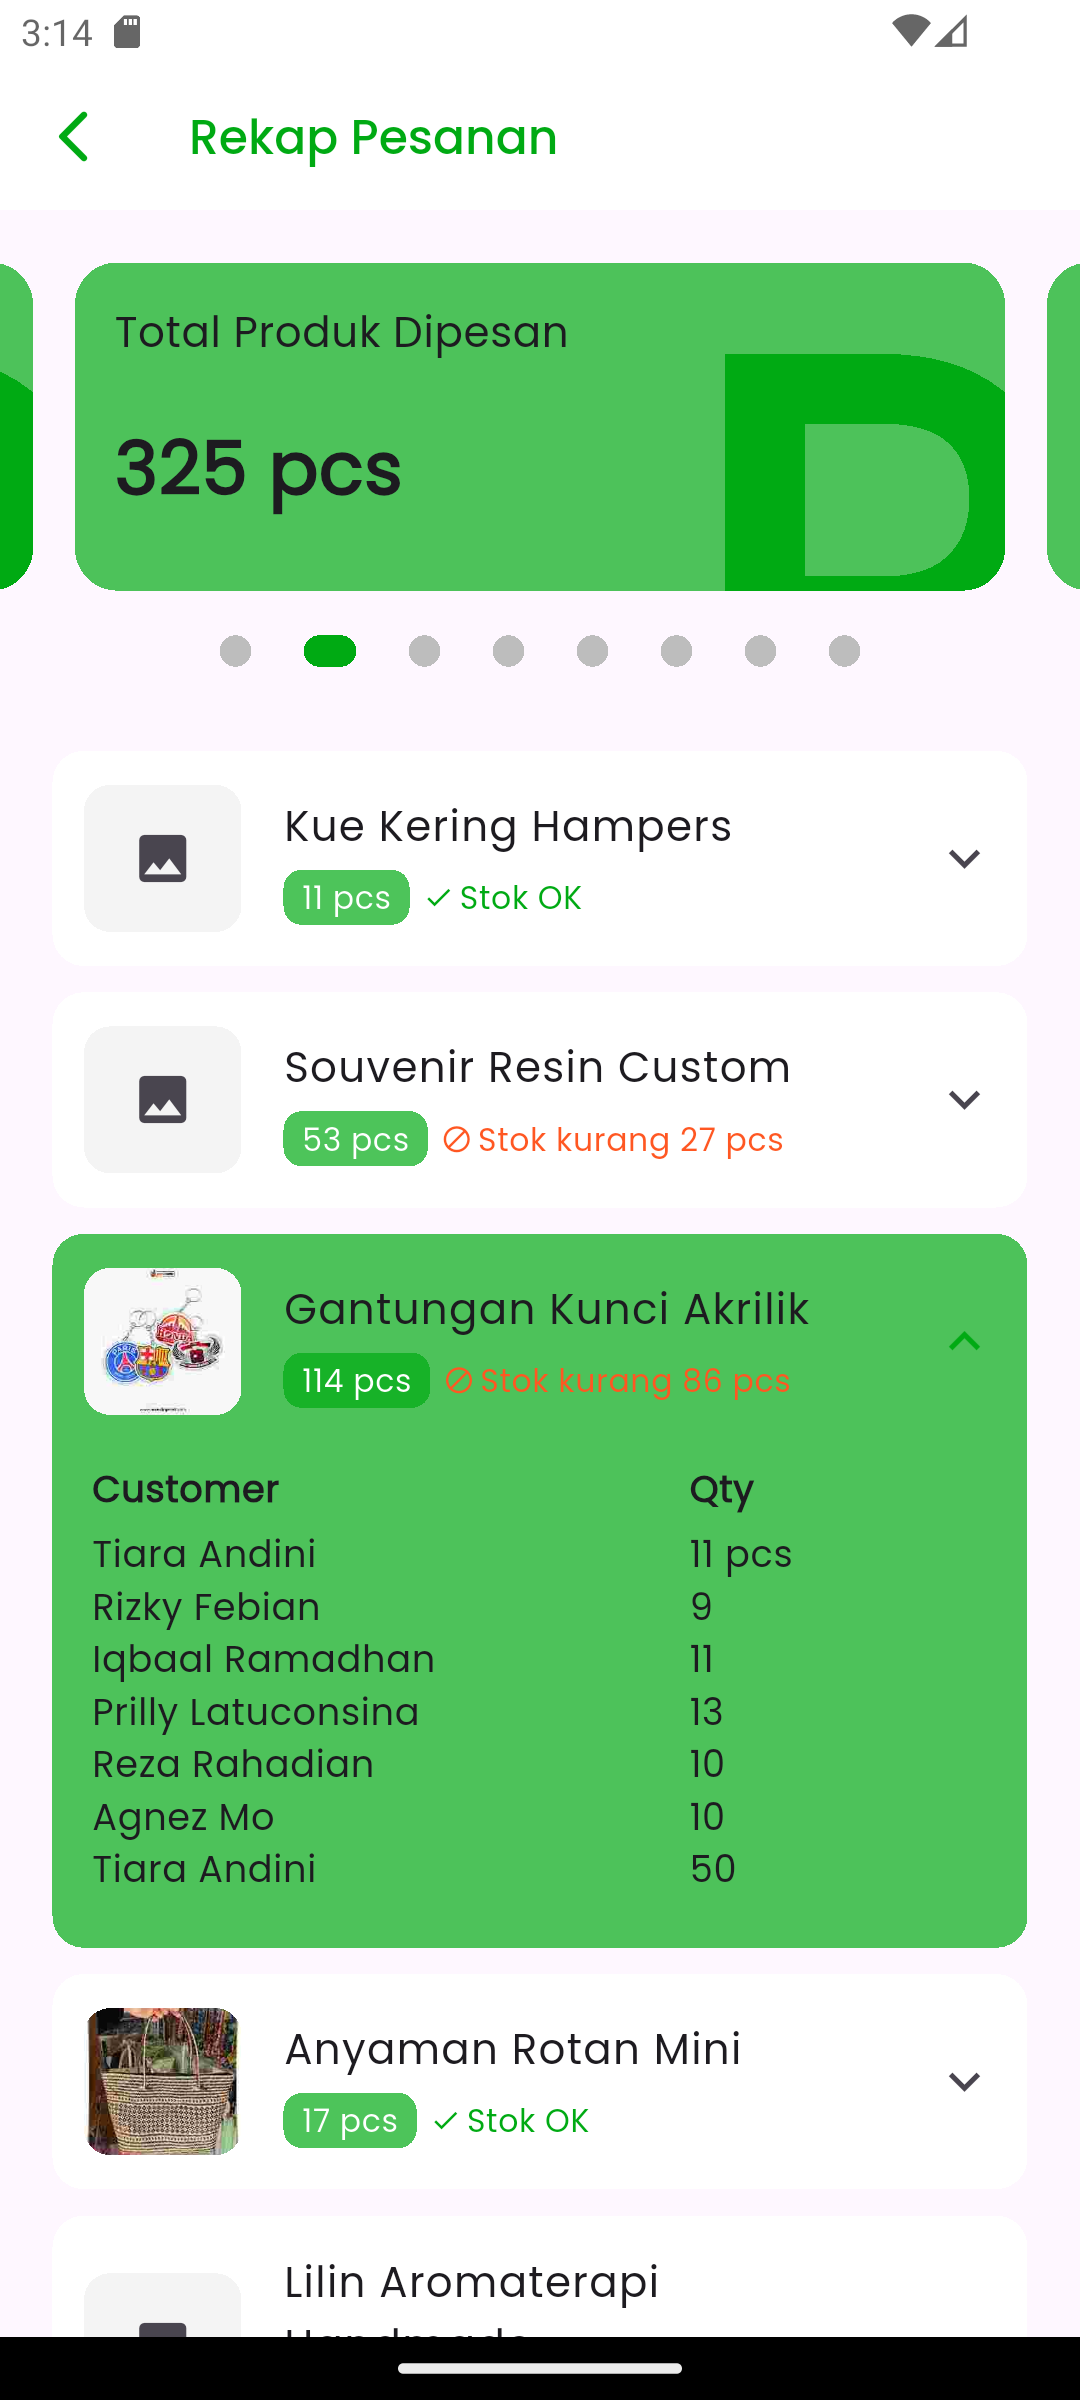 3:14
Rekap Pesanan
Total Produk Dipesan
325 pcs
Kue Kering Hampers
11 pcs
Stok OK
Souvenir Resin Custom
53 pcs
Stok kurang 27 pcs
Gantungan Kunci Akrilik
114 pcs
Stok kurang 86 pcs
Customer Qty
Tiara Andini 11 pcs
Rizky Febian 9
Iqbaal Ramadhan 11
Prilly Latuconsina 13
Reza Rahadian 10
Agnez Mo 10
Tiara Andini 50
Anyaman Rotan Mini
17 pcs
Stok OK
Lilin Aromaterapi